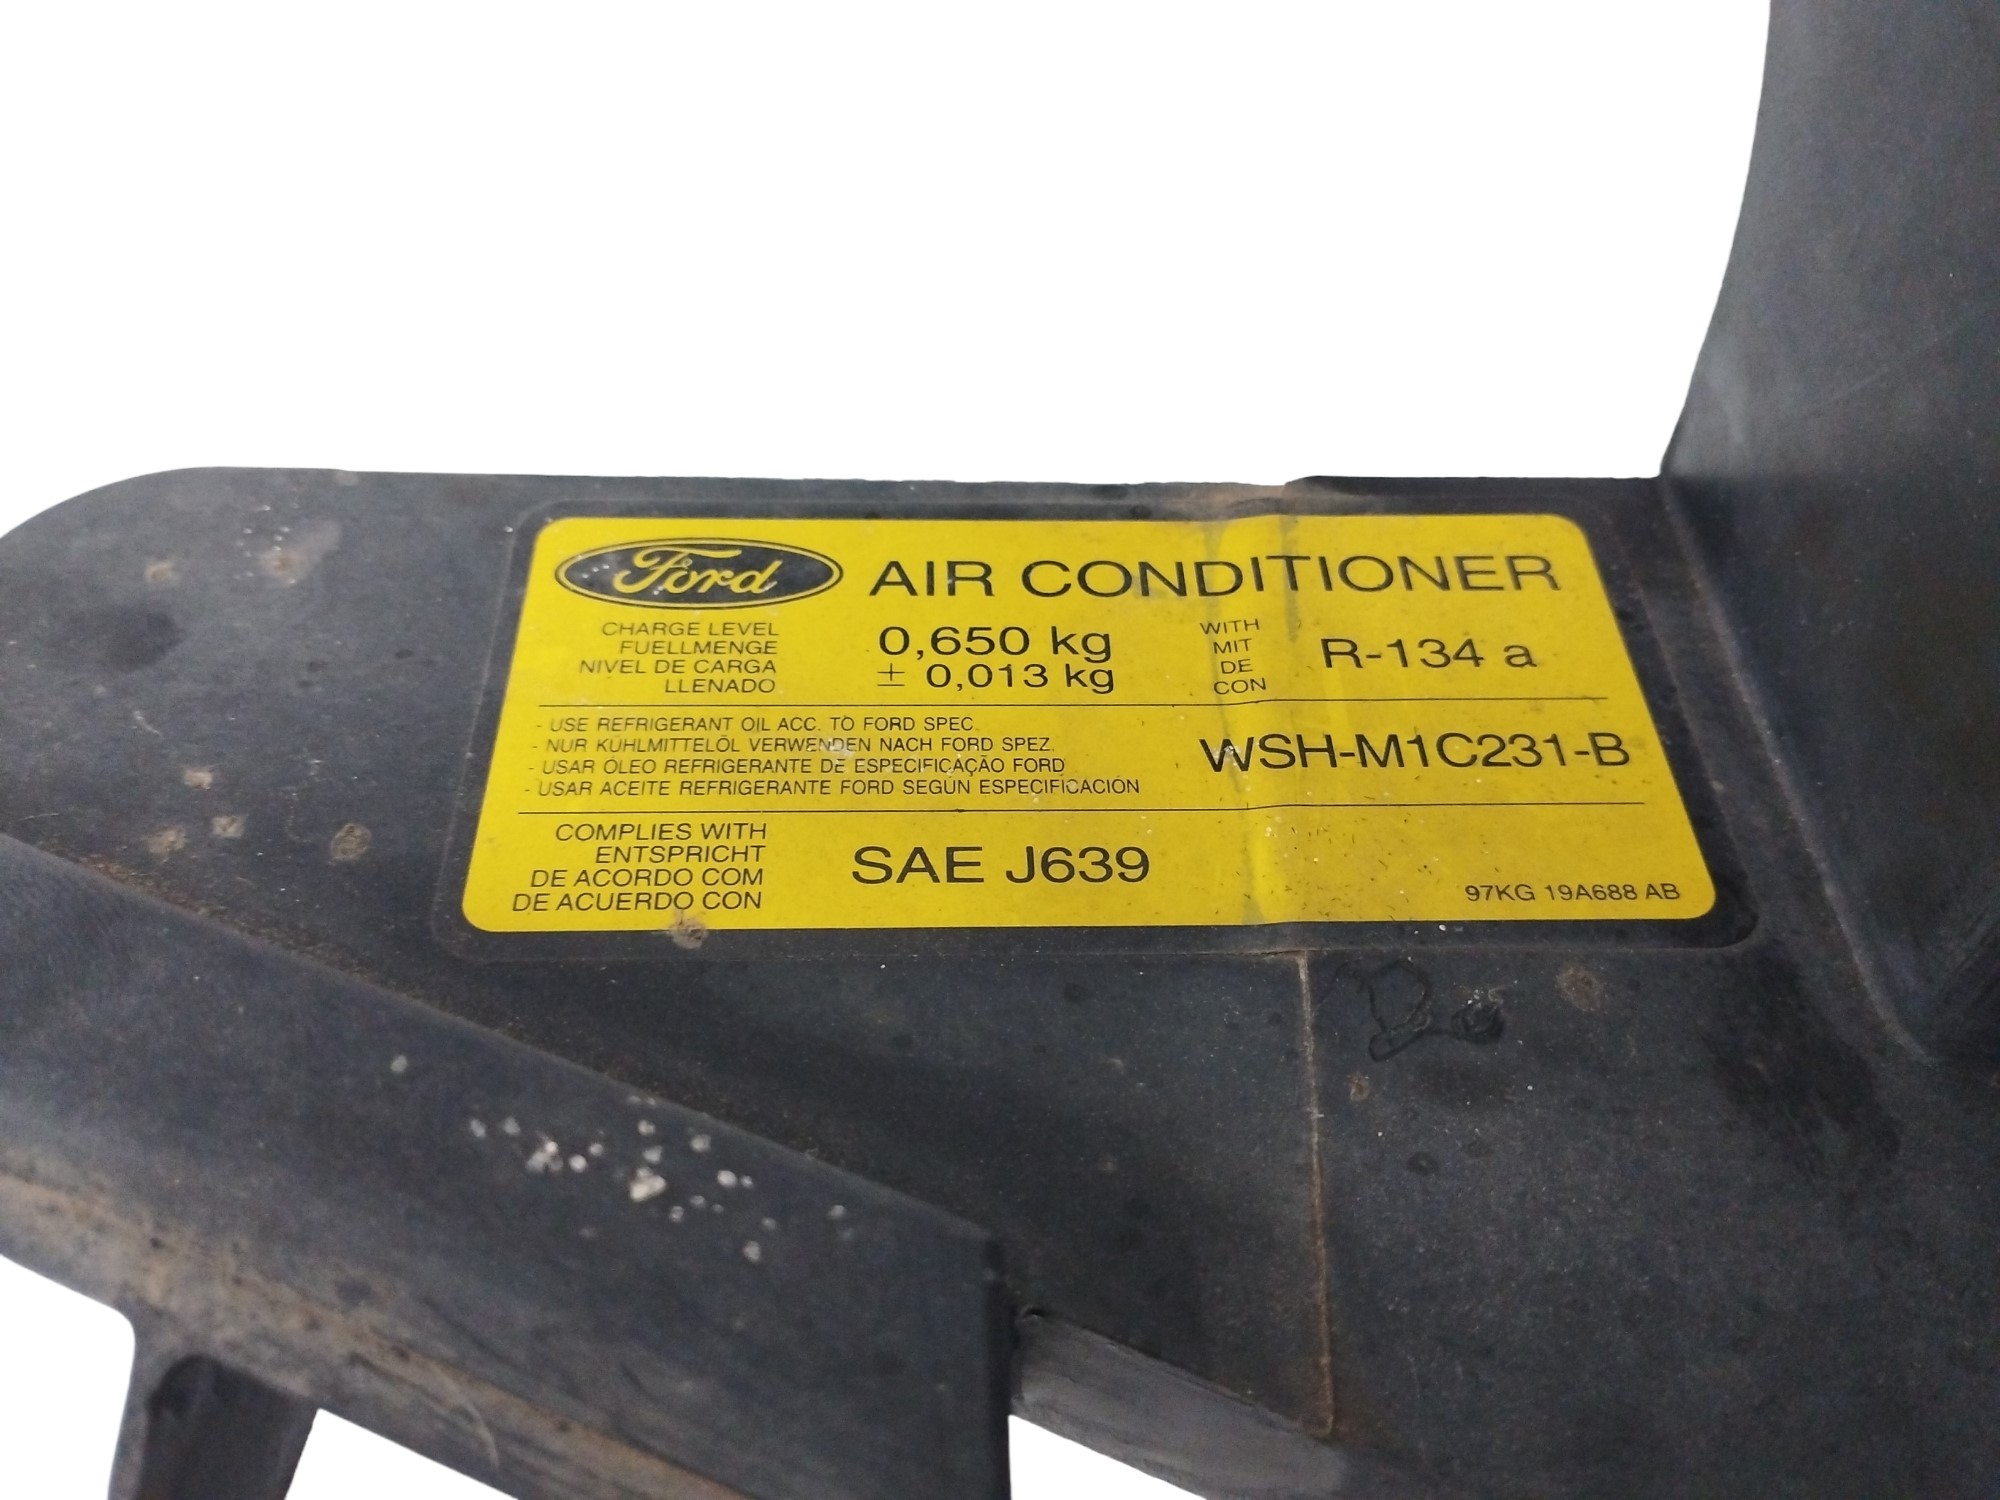 Ford AIR CONDITIONER
CHARGE LEVEL
FUELLMENGE
NIVEL DE CARGA
LLENADO
0,650 kg
± 0,013 kg
WITH
MIT
DE
CON
R-134 a
- USE REFRIGERANT OIL ACC. TO FORD SPEC.
- NUR KÜHLMITTELÖL VERWENDEN NACH FORD SPEZ.
- USAR ÓLEO REFRIGERANTE DE ESPECIFICAÇÃO FORD
- USAR ACEITE REFRIGERANTE FORD SEGÚN ESPECIFICACIÓN
WSH-M1C231-B
COMPLIES WITH
ENTSPRICHT
DE ACORDO COM
DE ACUERDO CON
SAE J639
97KG 19A688 AB